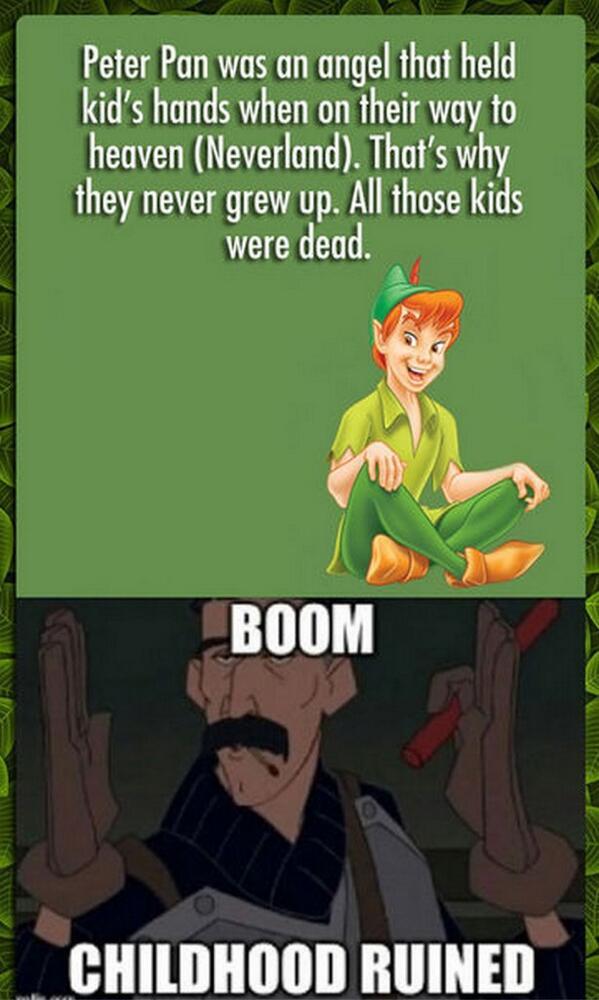 Peter Pan was an angel that held
kid's hands when on their way to
heaven (Neverland). That's why
they never grew up. All those kids
were dead.
BOOM
CHILDHOOD RUINED